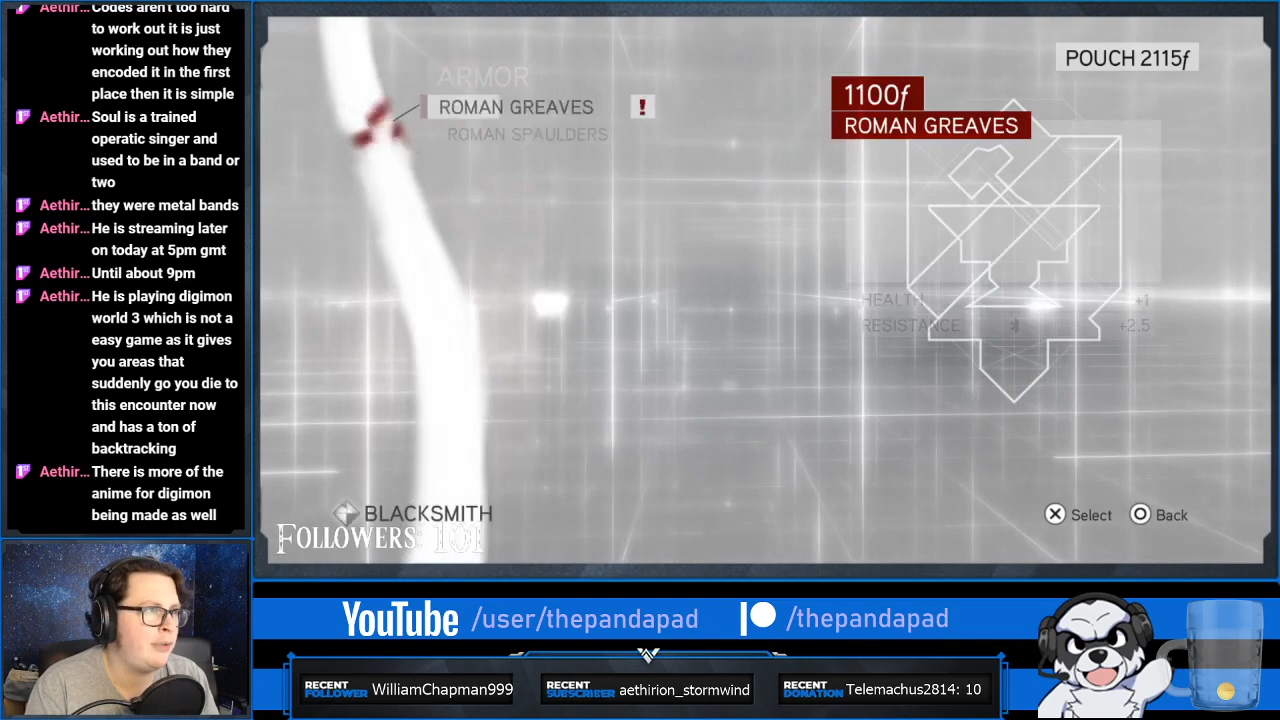 Codes aren't too hard
to work out it is just
working out how they
encoded it in the first
place then it is simple
Aethir... Soul is a trained
operatic singer and
used to be in a band or
two
Aethir... they were metal bands
Aethir... He is streaming later
on today at 5pm gmt
Aethir... Until about 9pm
Aethir... He is playing digimon
world 3 which is not a
easy game as it gives
you areas that
suddenly go you die to
this encounter now
and has a ton of
backtracking
Aethir... There is more of the
anime for digimon
being made as well
ARMOR
ROMAN GREAVES !
ROMAN SPAULDERS
POUCH 2115ƒ
1100ƒ
ROMAN GREAVES
HEALTH +1
RESISTANCE +2.5
BLACKSMITH
FOLLOWERS: 101
Select Back
YouTube /user/thepandapad /thepandapad
RECENT FOLLOWER WilliamChapman999
RECENT SUBSCRIBER aethirion_stormwind
RECENT DONATION Telemachus2814: 10